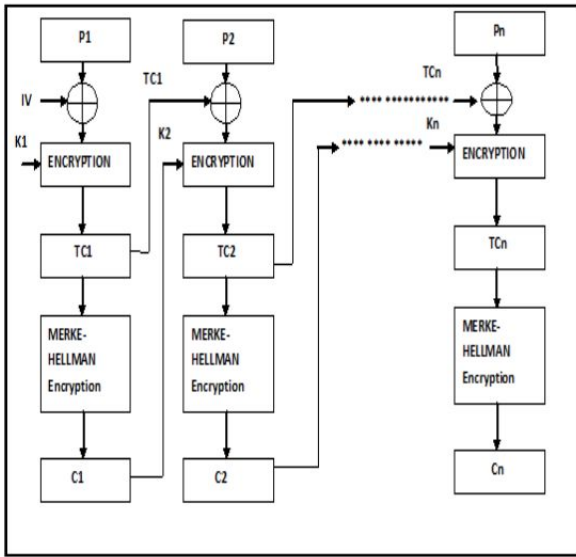 P1
P2
Pn
TC1
TCn
IV
K1
K2
Kn
ENCRYPTION
ENCRYPTION
ENCRYPTION
TC1
TC2
TCn
MERKE-
HELLMAN
Encryption
MERKE-
HELLMAN
Encryption
MERKE-
HELLMAN
Encryption
C1
C2
Cn